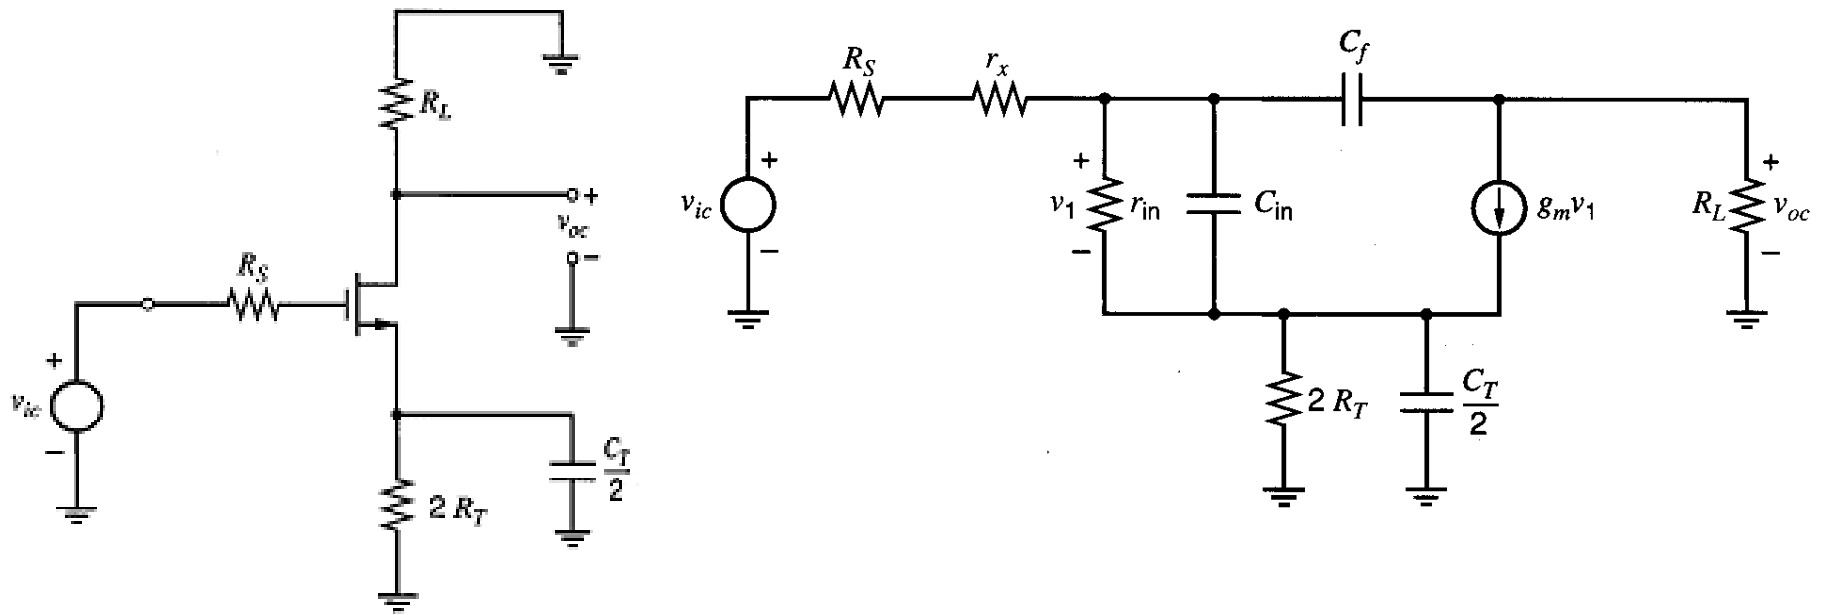 R_L
+
v_oc
−
R_S
+
v_ic
−
2 R_T
C_T
2
R_S
r_x
C_f
+
v_ic
−
+
v_1
−
r_in
C_in
g_m v_1
+
R_L
v_oc
−
2 R_T
C_T
2